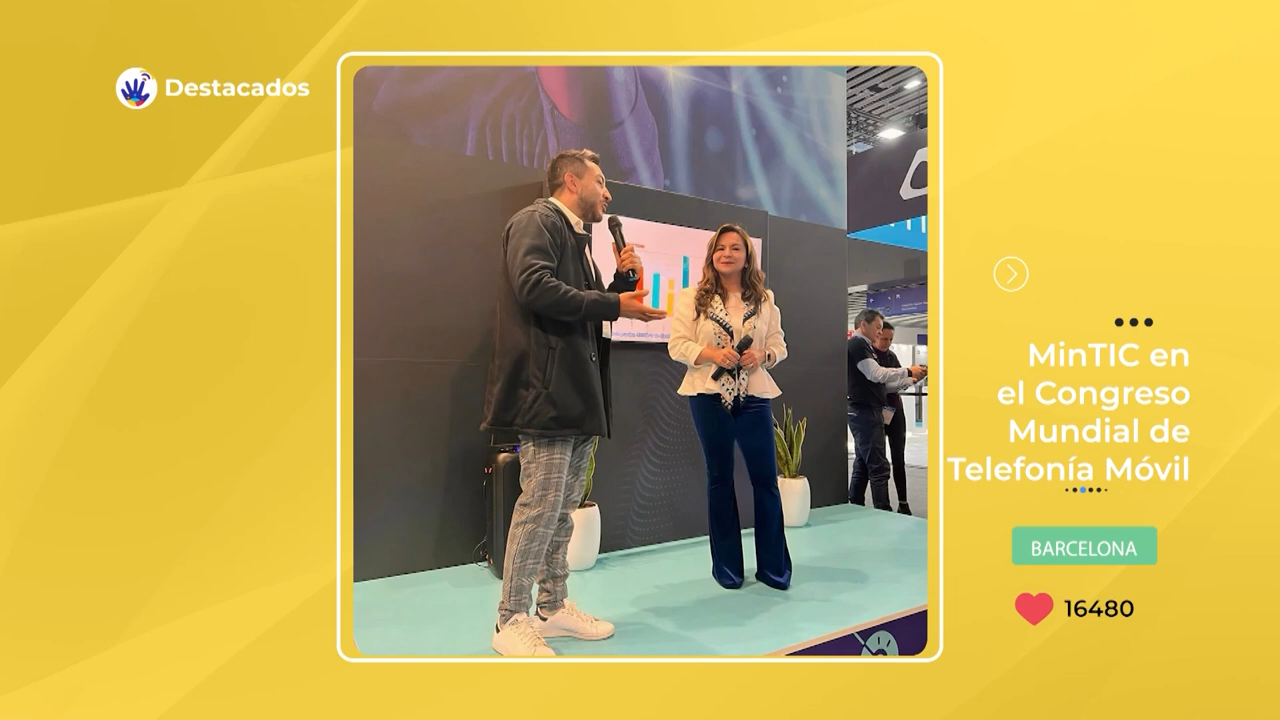 Destacados
MinTIC en
el Congreso
Mundial de
Telefonía Móvil
BARCELONA
16480